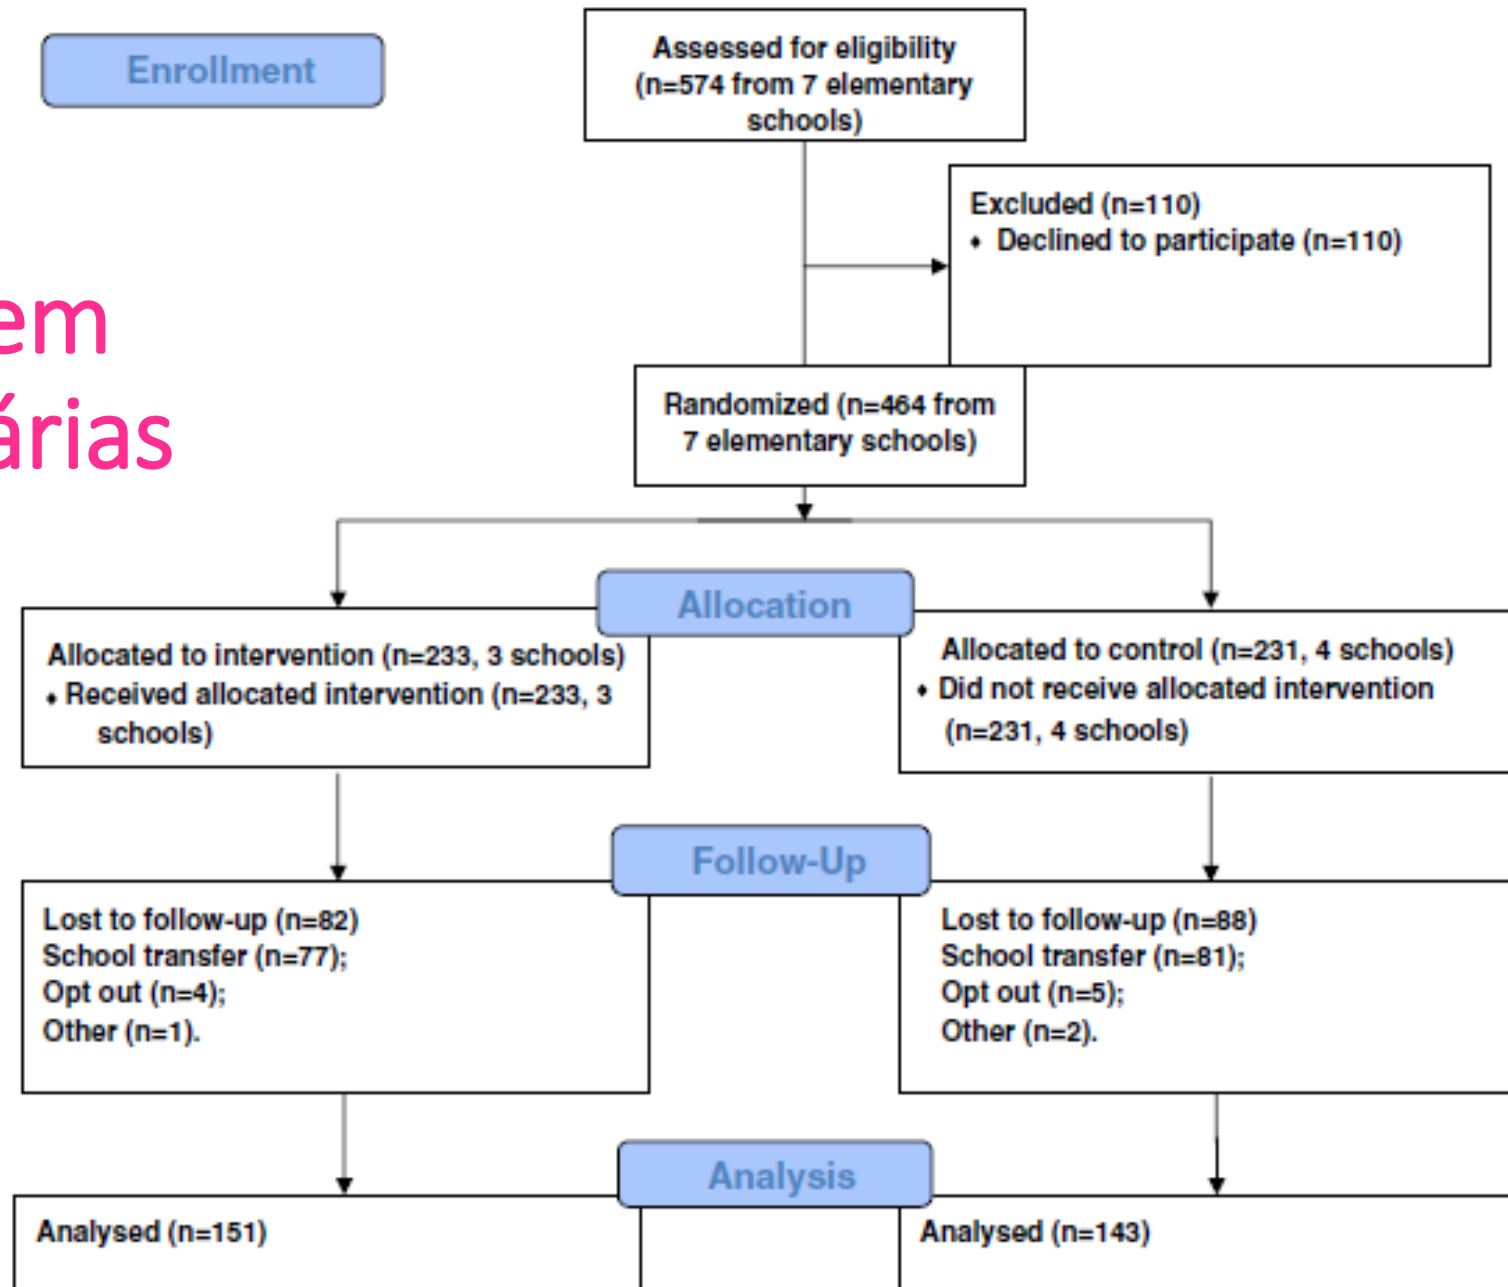 Enrollment
Assessed for eligibility
(n=574 from 7 elementary
schools)
Excluded (n=110)
♦ Declined to participate (n=110)
em
árias
Randomized (n=464 from
7 elementary schools)
Allocation
Allocated to intervention (n=233, 3 schools)
♦ Received allocated intervention (n=233, 3
schools)
Allocated to control (n=231, 4 schools)
♦ Did not receive allocated intervention
(n=231, 4 schools)
Follow-Up
Lost to follow-up (n=82)
School transfer (n=77);
Opt out (n=4);
Other (n=1).
Lost to follow-up (n=88)
School transfer (n=81);
Opt out (n=5);
Other (n=2).
Analysis
Analysed (n=151)
Analysed (n=143)